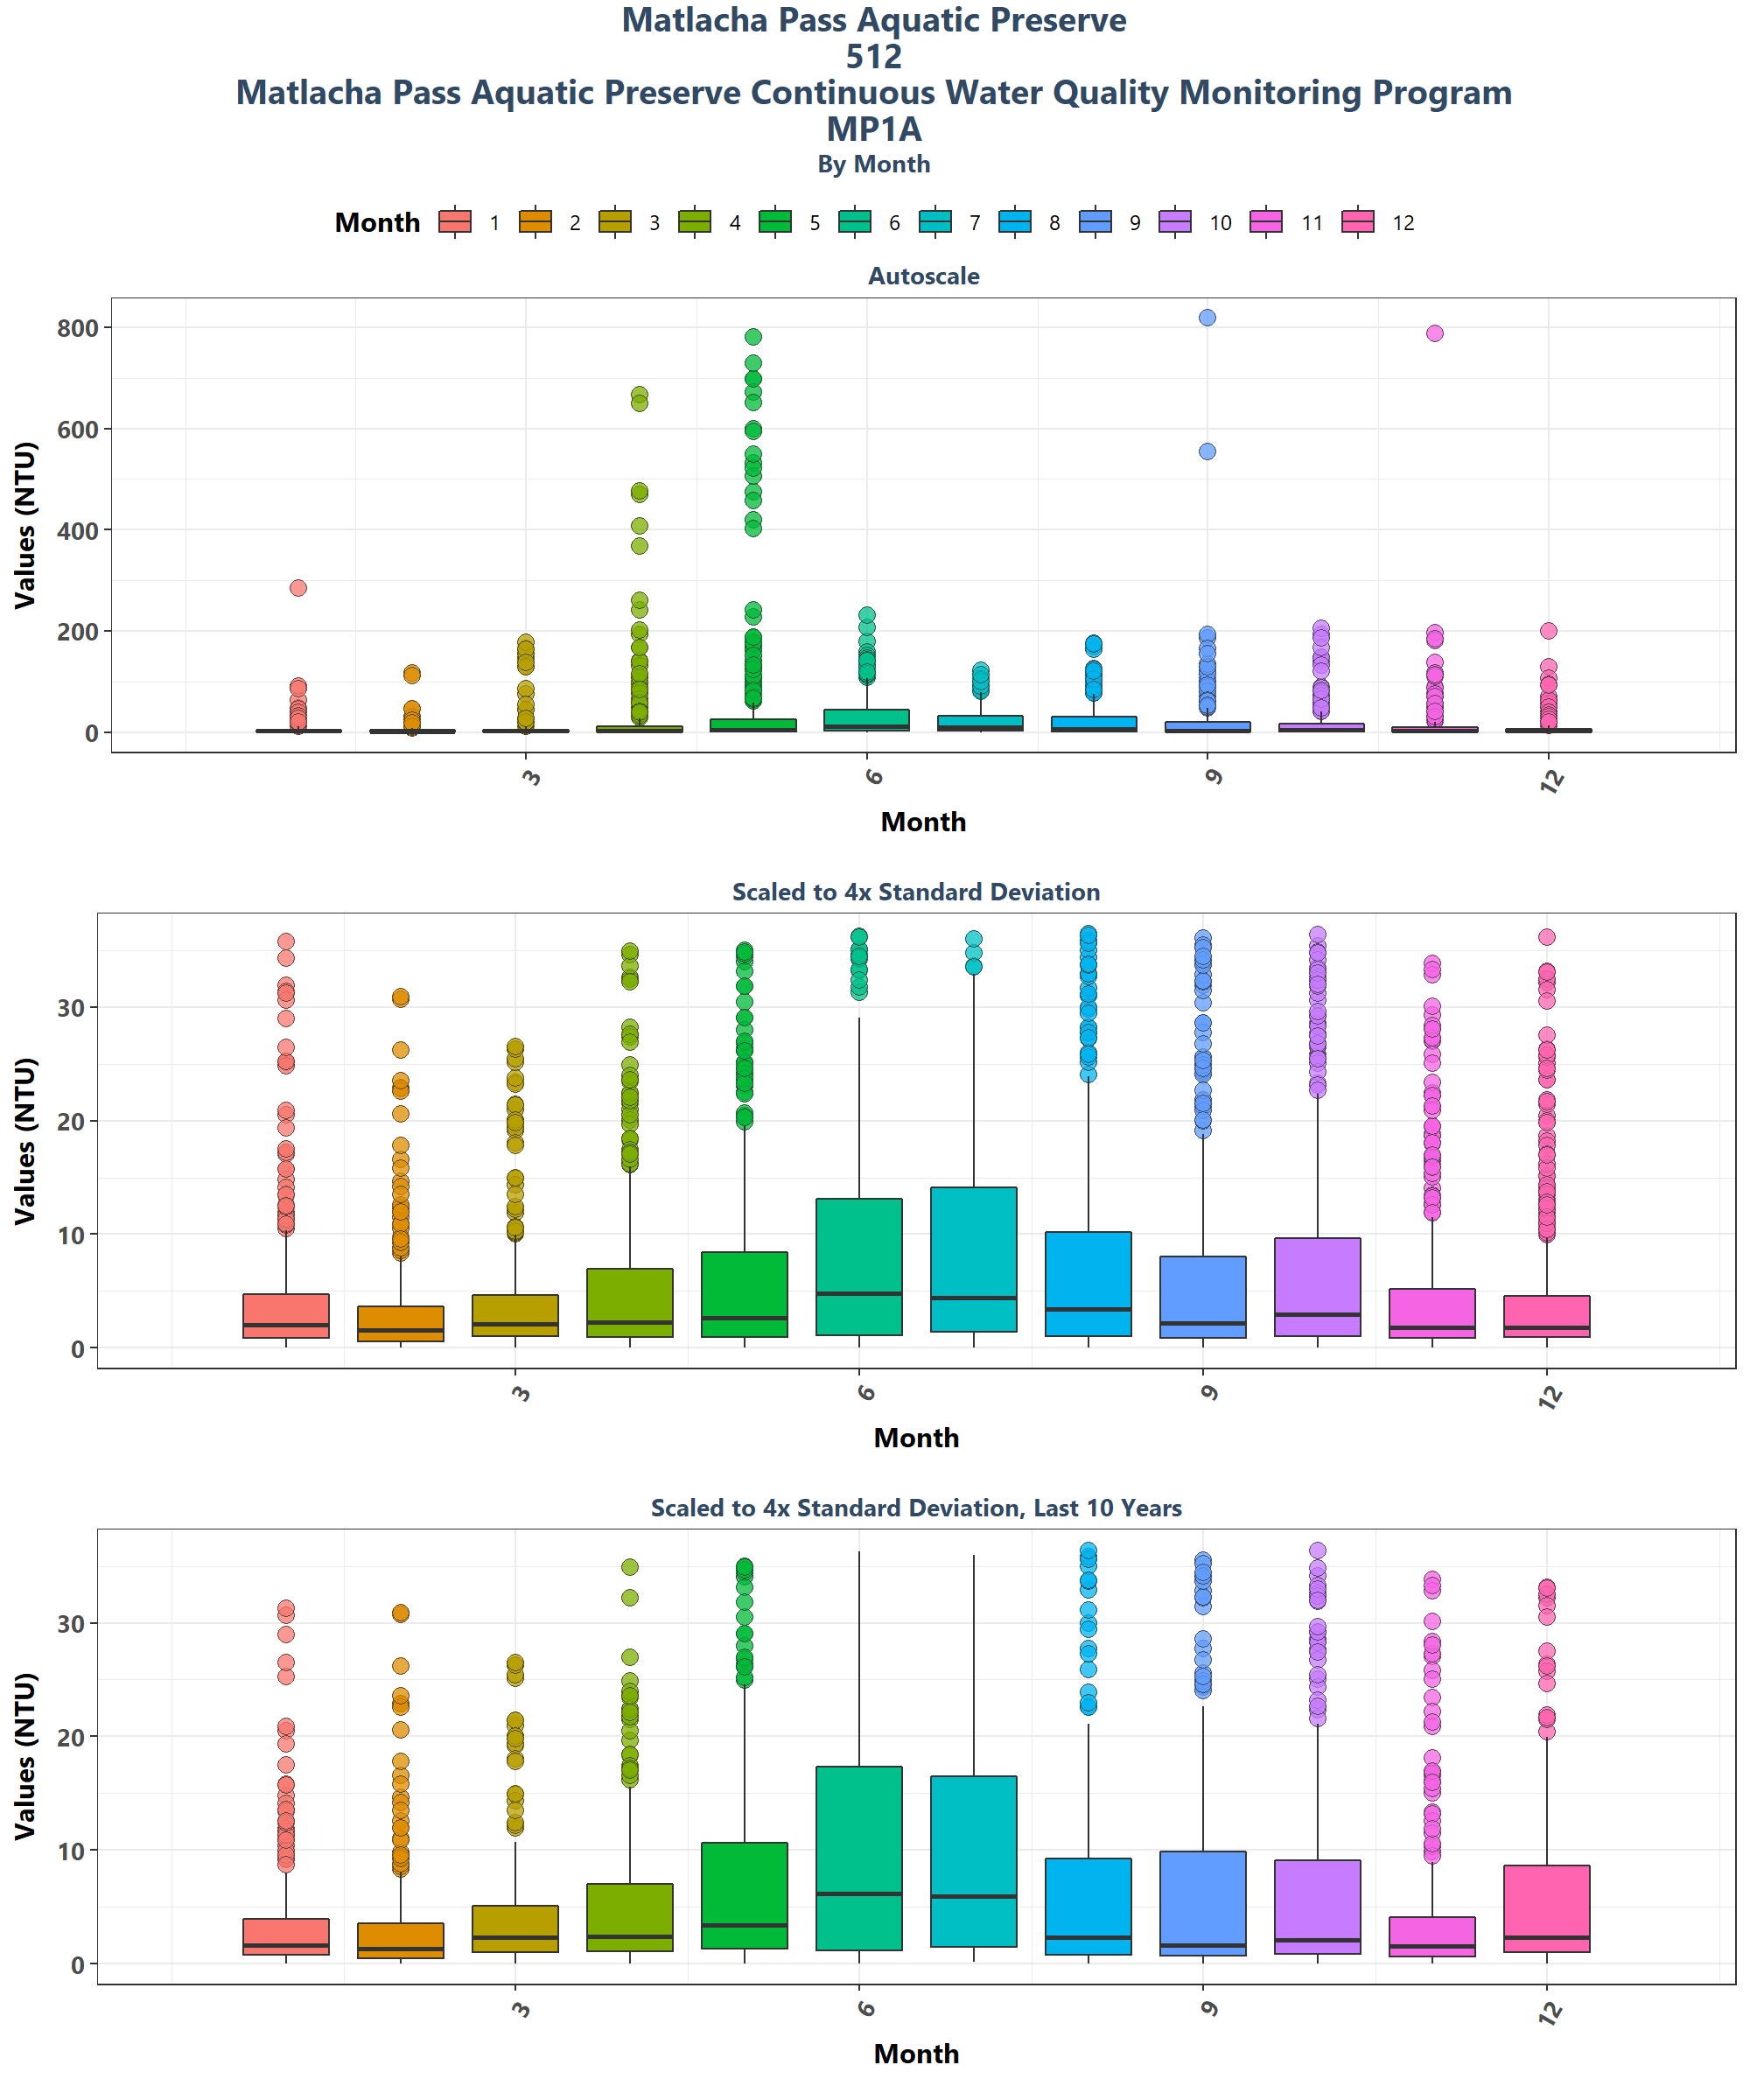 Matlacha Pass Aquatic Preserve
512
Matlacha Pass Aquatic Preserve Continuous Water Quality Monitoring Program
MP1A
By Month
Month 1 2 3 4 5 6 7 8 9 10 11 12
Autoscale
Values (NTU)
800
600
400
200
0
3 6 9 12
Month
Scaled to 4x Standard Deviation
Values (NTU)
30
20
10
0
3 6 9 12
Month
Scaled to 4x Standard Deviation, Last 10 Years
Values (NTU)
30
20
10
0
3 6 9 12
Month